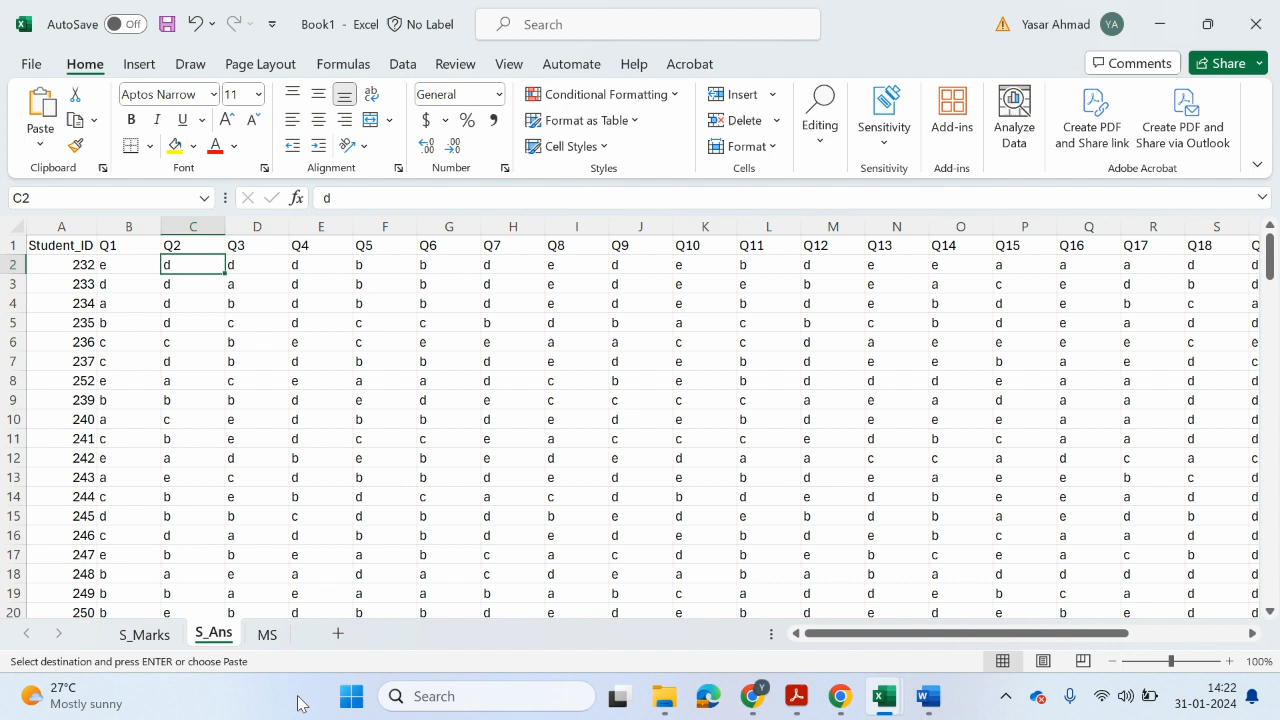 AutoSave Off Book1 - Excel No Label Search Yasar Ahmad YA
File Home Insert Draw Page Layout Formulas Data Review View Automate Help Acrobat Comments Share
Paste Aptos Narrow 11 B I U A A A ab General $ % 9 Conditional Formatting Format as Table Cell Styles Insert Delete Format Editing Sensitivity Add-ins Analyze Data Create PDF and Share link Create PDF and Share via Outlook
Clipboard Font Alignment Number Styles Cells Sensitivity Add-ins Adobe Acrobat
C2 fx d
A B C D E F G H I J K L M N O P Q R S
1 Student_ID Q1 Q2 Q3 Q4 Q5 Q6 Q7 Q8 Q9 Q10 Q11 Q12 Q13 Q14 Q15 Q16 Q17 Q18 Q
2 232 e d d d b b d e d e b d e e a a a d d
3 233 d d a d b b d e d e e e b a c e d b d
4 234 a d b d b b d e d e b d e b d e b c a
5 235 b d c d c c b d b a c b c b d e a d d
6 236 c c b e c e e a a c c d a e e e e c e
7 237 c d b d b b d e d e b d e e b a e d d
8 252 e a c e a a d c b e b d d d e a a d d
9 239 b b b d e d e c c c c a e a d a a d d
10 240 a c e d b b d e d e b d e e e a a d d
11 241 c b e d c c e a c c c e d b c a a d d
12 242 e a d b e b e d e d a a c c a d c a c
13 243 a e c d b b d e d e b d e a e e b c d
14 244 c b e b d c a c d b d e d b e e a d d
15 245 d b b c d b d b e d e b d b a e d b d
16 246 c d a d b b d e d e b d e b c a a d d
17 247 e b b e a b c a c d b e b c e a c b d
18 248 b a e a d a c d e a b a b a d d d d d
19 249 b b a e a a b a b c a d d e b c a d d
20 250 b e b d b b d e d e b d e e e b e d d
S_Marks S_Ans MS +
Select destination and press ENTER or choose Paste 100%
27°C
Mostly sunny
Search
14:22
31-01-2024